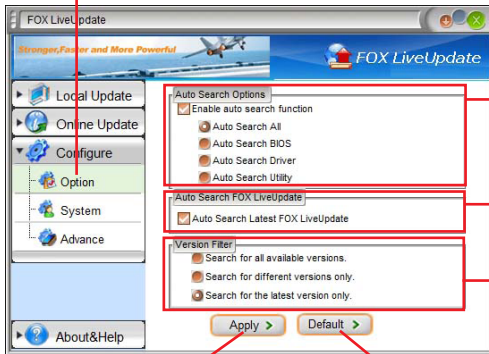 FOX LiveUpdate
Stronger,Faster and More Powerful
FOX LiveUpdate
Local Update
Online Update
Configure
Option
System
Advance
About&Help
Auto Search Options
Enable auto search function
Auto Search All
Auto Search BIOS
Auto Search Driver
Auto Search Utility
Auto Search FOX LiveUpdate
Auto Search Latest FOX LiveUpdate
Version Filter
Search for all available versions.
Search for different versions only.
Search for the latest version only.
Apply >
Default >